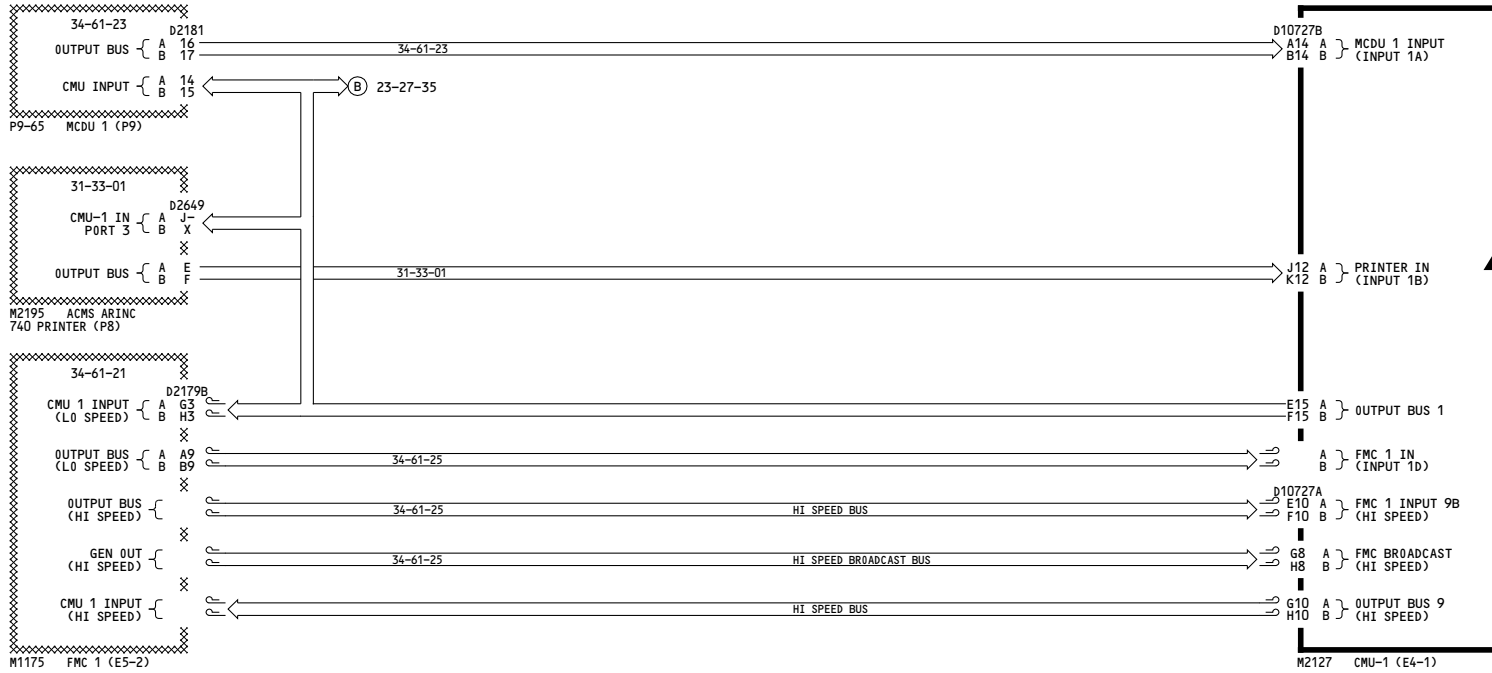 34-61-23
D2181
OUTPUT BUS { A 16
B 17
34-61-23
CMU INPUT { A 14
B 15
B 23-27-35
P9-65 MCDU 1 (P9)
D10727B
A14 A } MCDU 1 INPUT
B14 B (INPUT 1A)
31-33-01
D2649
CMU-1 IN { A J-
PORT 3 B X
OUTPUT BUS { A E
B F
31-33-01
J12 A } PRINTER IN
K12 B (INPUT 1B)
M2195 ACMS ARINC
740 PRINTER (P8)
34-61-21
D2179B
CMU 1 INPUT { A G3
(LO SPEED) B H3
E15 A } OUTPUT BUS 1
F15 B
OUTPUT BUS { A A9
(LO SPEED) B B9
34-61-25
A } FMC 1 IN
B (INPUT 1D)
OUTPUT BUS {
(HI SPEED)
34-61-25
HI SPEED BUS
D10727A
E10 A } FMC 1 INPUT 9B
F10 B (HI SPEED)
GEN OUT {
(HI SPEED)
34-61-25
HI SPEED BROADCAST BUS
G8 A } FMC BROADCAST
H8 B (HI SPEED)
CMU 1 INPUT {
(HI SPEED)
HI SPEED BUS
G10 A } OUTPUT BUS 9
H10 B (HI SPEED)
M1175 FMC 1 (E5-2)
M2127 CMU-1 (E4-1)